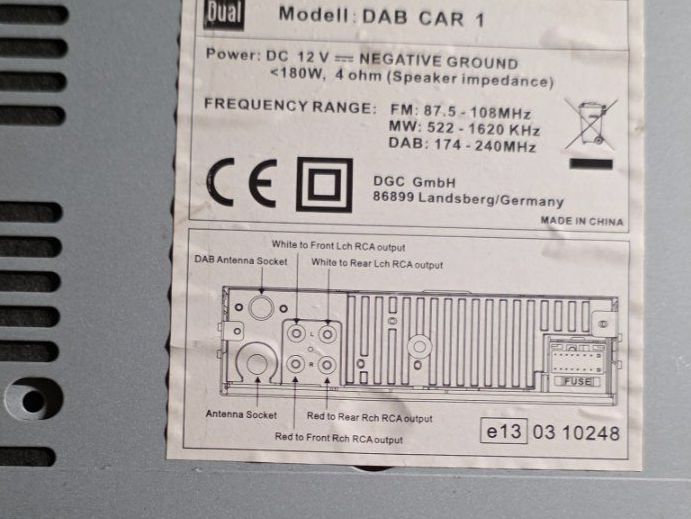 Dual Modell: DAB CAR 1
Power: DC 12 V NEGATIVE GROUND
<180W, 4 ohm (Speaker impedance)
FREQUENCY RANGE: FM: 87.5 - 108MHz
MW: 522 - 1620 KHz
DAB: 174 - 240MHz
CE
DGC GmbH
86899 Landsberg/Germany
MADE IN CHINA
White to Front Lch RCA output
DAB Antenna Socket White to Rear Lch RCA output
L
R
FUSE
Antenna Socket Red to Rear Rch RCA output
Red to Front Rch RCA output
e13 03 10248